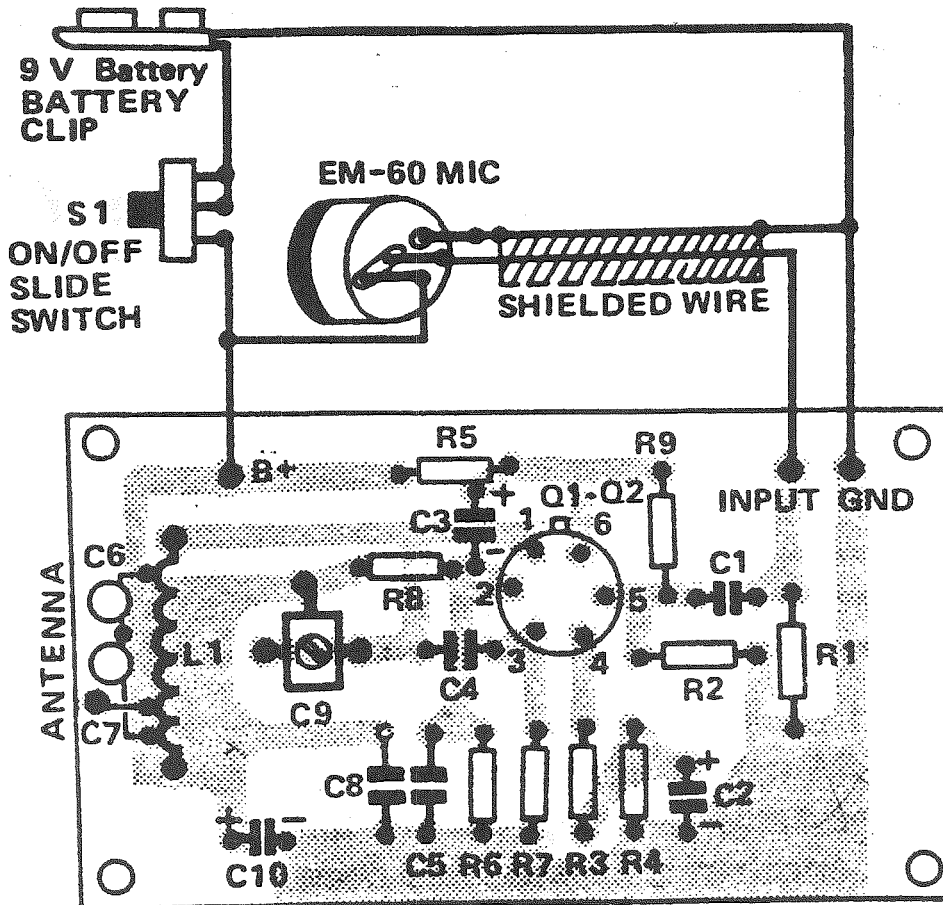 9 V Battery
BATTERY
CLIP
EM-60 MIC
S1
ON/OFF
SLIDE
SWITCH
SHIELDED WIRE
R5
R9
B+
+
Q1-Q2
INPUT GND
C3
1
6
C6
-
C1
R8
2
5
ANTENNA
L1
3
4
R1
C4
R2
C9
C7
+
C8
C2
+
-
-
C10
C5 R6 R7 R3 R4